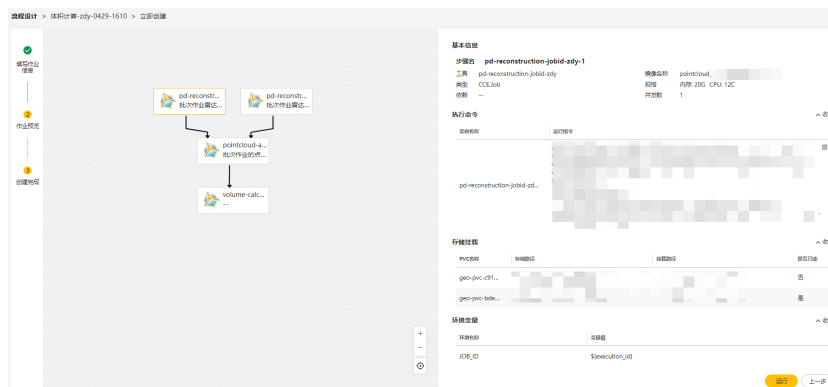 流程设计 > 体积计算-zdy-0429-1610 > 立即创建
填写作业
信息
2
作业预览
3
创建完成
pd-reconstr...
批次作业雷达...
pd-reconstr...
批次作业雷达...
pointcloud-a...
批次作业的点...
volume-calc...
--
+
−
基本信息
步骤名 pd-reconstruction-jobid-zdy-1
工具 pd-reconstruction-jobid-zdy 镜像名称 pointcloud_
类型 CCEJob 规格 内存: 20G CPU: 12C
依赖 -- 并发数 1
执行命令 收
实例名称 运行指令
pd-reconstruction-jobid-zd...
存储挂载 收
PVC名称 存储路径 挂载路径 是否只读
geo-pvc-c91... 否
geo-pvc-bde... 是
环境变量 收
环境名称 变量值
JOB_ID ${execution_id}
运行 上一步